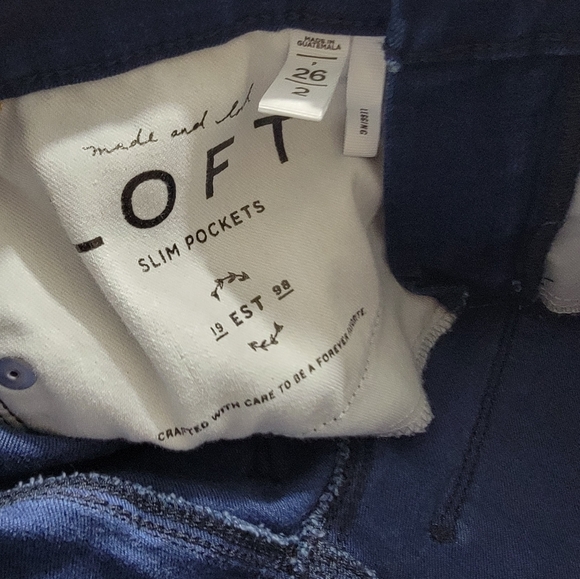 MADE IN
GUATEMALA
26
2
made and
LOFT
SLIM POCKETS
19 EST 98
CRAFTED WITH CARE TO BE A FOREVER FAVORITE